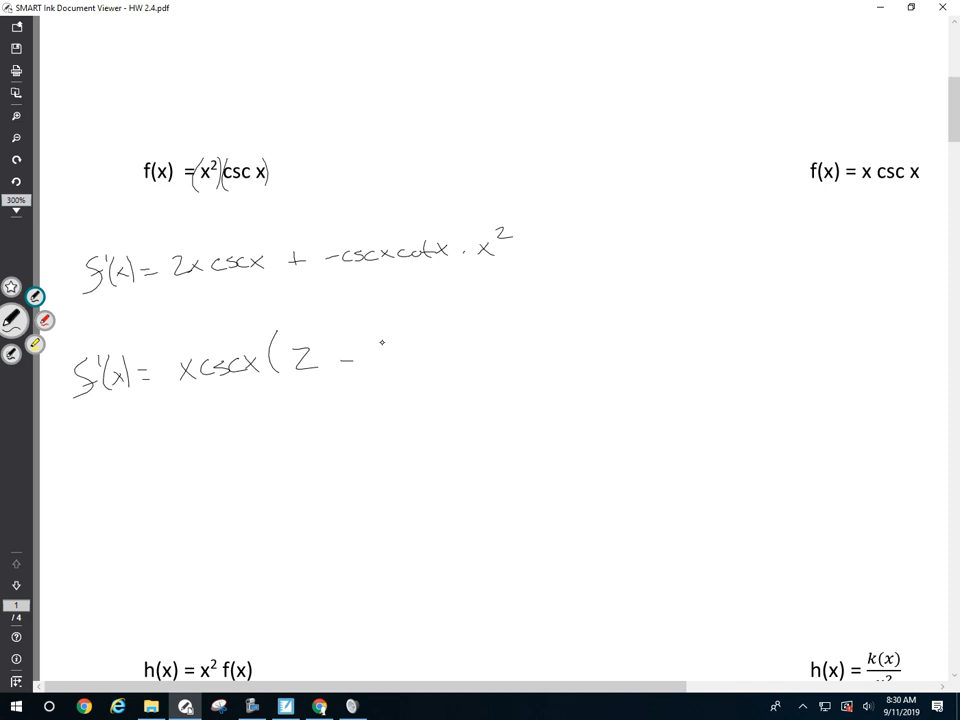 SMART Ink Document Viewer - HW 2.4.pdf
f(x) = (x²)(csc x)
f(x) = x csc x
f'(x) = 2x cscx + -cscxcotx · x²
300%
f'(x) = xcscx ( 2 -
1
/ 4
h(x) = x² f(x)
h(x) = k(x)
8:30 AM
9/11/2019